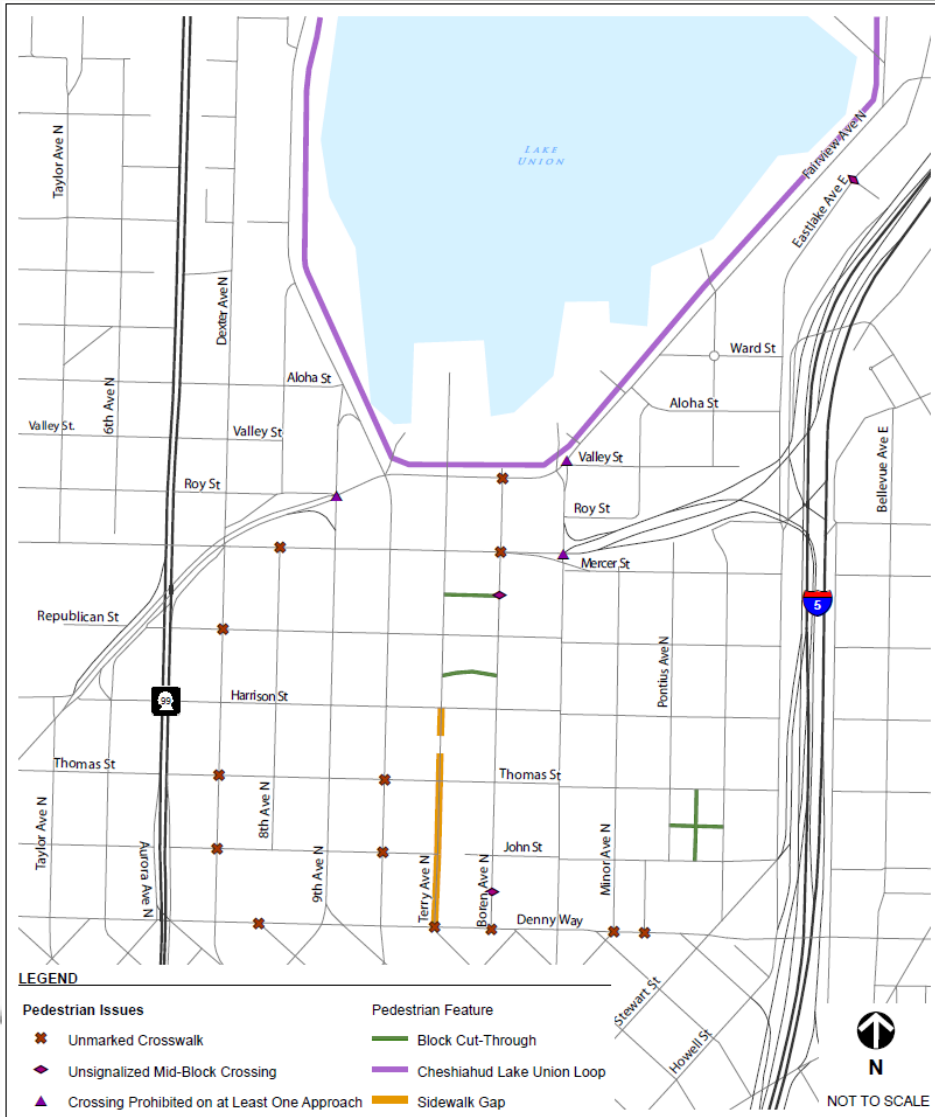 LAKE
UNION
Taylor Ave N
Fairview Ave N
Eastlake Ave E
Dexter Ave N
Ward St
Aloha St
6th Ave N
Aloha St
Valley St.
Valley St
Valley St
Bellevue Ave E
Roy St
Roy St
Mercer St
5
Republican St
Pontius Ave N
99
Harrison St
Thomas St
Thomas St
8th Ave N
Taylor Ave N
Aurora Ave N
9th Ave N
John St
Minor Ave N
Terry Ave N
Boren Ave N
Denny Way
Stewart St
Howell St
LEGEND
Pedestrian Issues
Unmarked Crosswalk
Unsignalized Mid-Block Crossing
Crossing Prohibited on at Least One Approach
Pedestrian Feature
Block Cut-Through
Cheshiahud Lake Union Loop
Sidewalk Gap
N
NOT TO SCALE